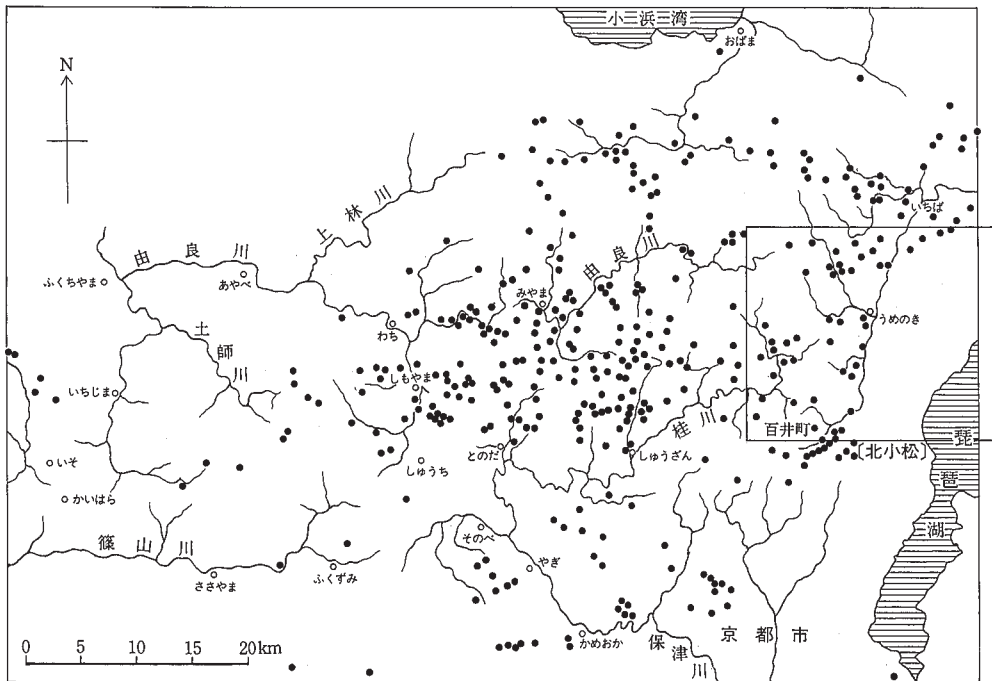 小浜湾
おばま
N
いちば
上林川
由良川
由良川
ふくちやま
あやべ
みやま
うめのき
わち
土師川
いちじま
しもやま
百井町
桂川
〔北小松〕
琵琶湖
いそ
とのだ
しゅうざん
しゅうち
かいはら
そのべ
篠山川
ささやま
ふくずみ
やぎ
かめおか
保津川
京都市
0 5 10 20km